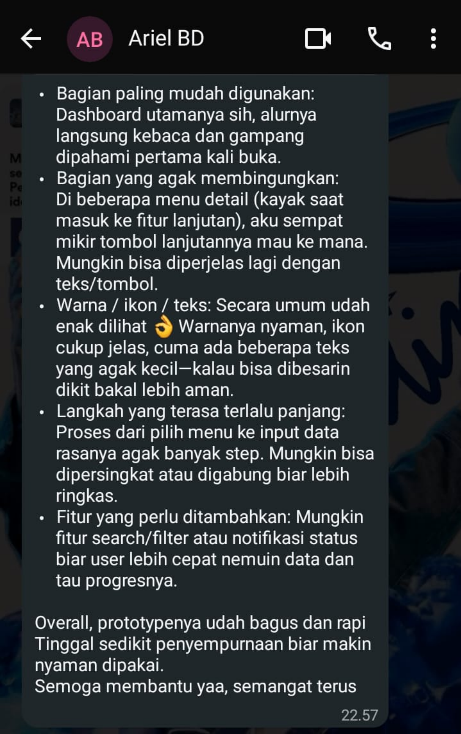 AB Ariel BD
• Bagian paling mudah digunakan:
Dashboard utamanya sih, alurnya
langsung kebaca dan gampang
dipahami pertama kali buka.
• Bagian yang agak membingungkan:
Di beberapa menu detail (kayak saat
masuk ke fitur lanjutan), aku sempat
mikir tombol lanjutannya mau ke mana.
Mungkin bisa diperjelas lagi dengan
teks/tombol.
• Warna / ikon / teks: Secara umum udah
enak dilihat 👌 Warnanya nyaman, ikon
cukup jelas, cuma ada beberapa teks
yang agak kecil—kalau bisa dibesarin
dikit bakal lebih aman.
• Langkah yang terasa terlalu panjang:
Proses dari pilih menu ke input data
rasanya agak banyak step. Mungkin bisa
dipersingkat atau digabung biar lebih
ringkas.
• Fitur yang perlu ditambahkan: Mungkin
fitur search/filter atau notifikasi status
biar user lebih cepat nemuin data dan
tau progresnya.
Overall, prototypenya udah bagus dan rapi
Tinggal sedikit penyempurnaan biar makin
nyaman dipakai.
Semoga membantu yaa, semangat terus
22.57